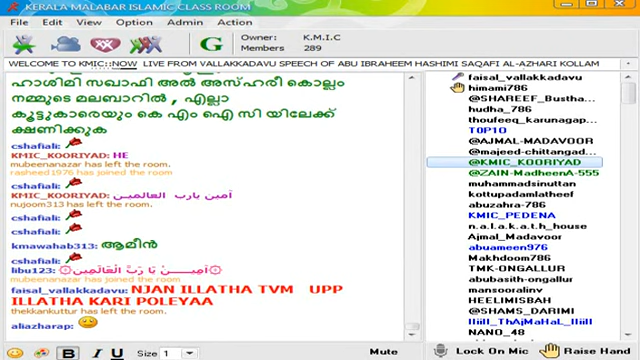 KERALA MALABAR ISLAMIC CLASS ROOM
File Edit View Option Admin Action
G
Owner: K.M.I.C
Members 289
WELCOME TO KMIC::NOW LIVE FROM VALLAKKADAVU SPEECH OF ABU IBRAHEEM HASHIMI SAQAFI AL-AZHARI KOLLAM
ഹാശിമി സഖാഫി അൽ അസ്ഹരീ കൊല്ലം
നമ്മുടെ മലബാറിൽ , എല്ലാ
കൂട്ടുകാരെയും കെ എം ഐ സി യിലേക്ക്
ക്ഷണിക്കുക
cshafiali:
KMIC_KOORIYAD: HE
mubeenanazar has left the room.
rasheed1976 has joined the room.
KMIC_KOORIYAD: آمين يارب العالمين
nujoom313 has left the room.
cshafiali:
cshafiali:
kmawahab313: ആമീൻ
libu123: ۞آمِيــــن يَا رَبَّ الْعَالَمِين۞
mubeenanazar has joined the room.
faisal_vallakkadavu: NJAN ILLATHA TVM UPP
ILLATHA KARI POLEYAA
thekkankuttur has left the room.
aliazharap:
B I U Size 1
faisal_vallakkadavu
himami786
@SHAREEF_Bustha...
hudha_786
thoufeeq_karunagap...
T0P1O
@AJMAL-MADAVOOR
@majeed-chittangad...
@KMIC_KOORIYAD
@ZAIN-MadheenA-555
muhammadsinuttan
kottupadamlatheef
abuzahra-786
KMIC_PEDENA
n.a.l.a.k.a.t.h_house
Ajmal_Madavoor
abuameen976
Makhdoom786
TMK-ONGALLUR
abubasith-ongallur
mansooralinv
HEELIMISBAH
@SHAMS_DARIMI
IIIiiII_ThAjMaHaL_IIiiiII
NANO_48
Mute Lock On Mic Raise Hand